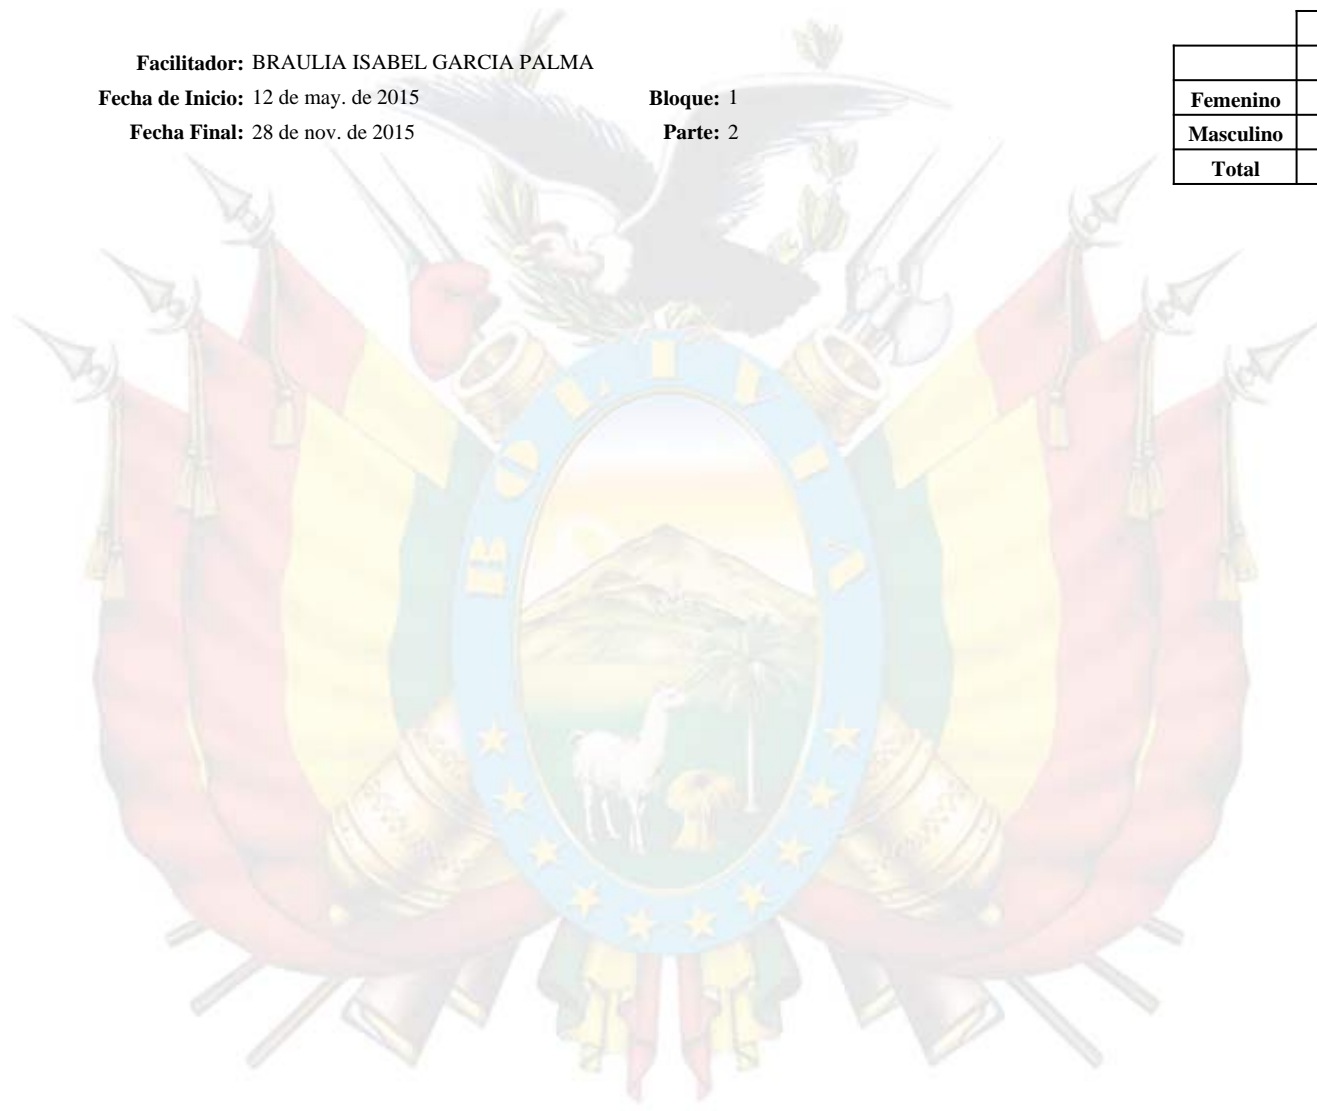 Facilitador: BRAULIA ISABEL GARCIA PALMA
Fecha de Inicio: 12 de may. de 2015 Bloque: 1
Fecha Final: 28 de nov. de 2015 Parte: 2
Femenino
Masculino
Total
BOLIVIA